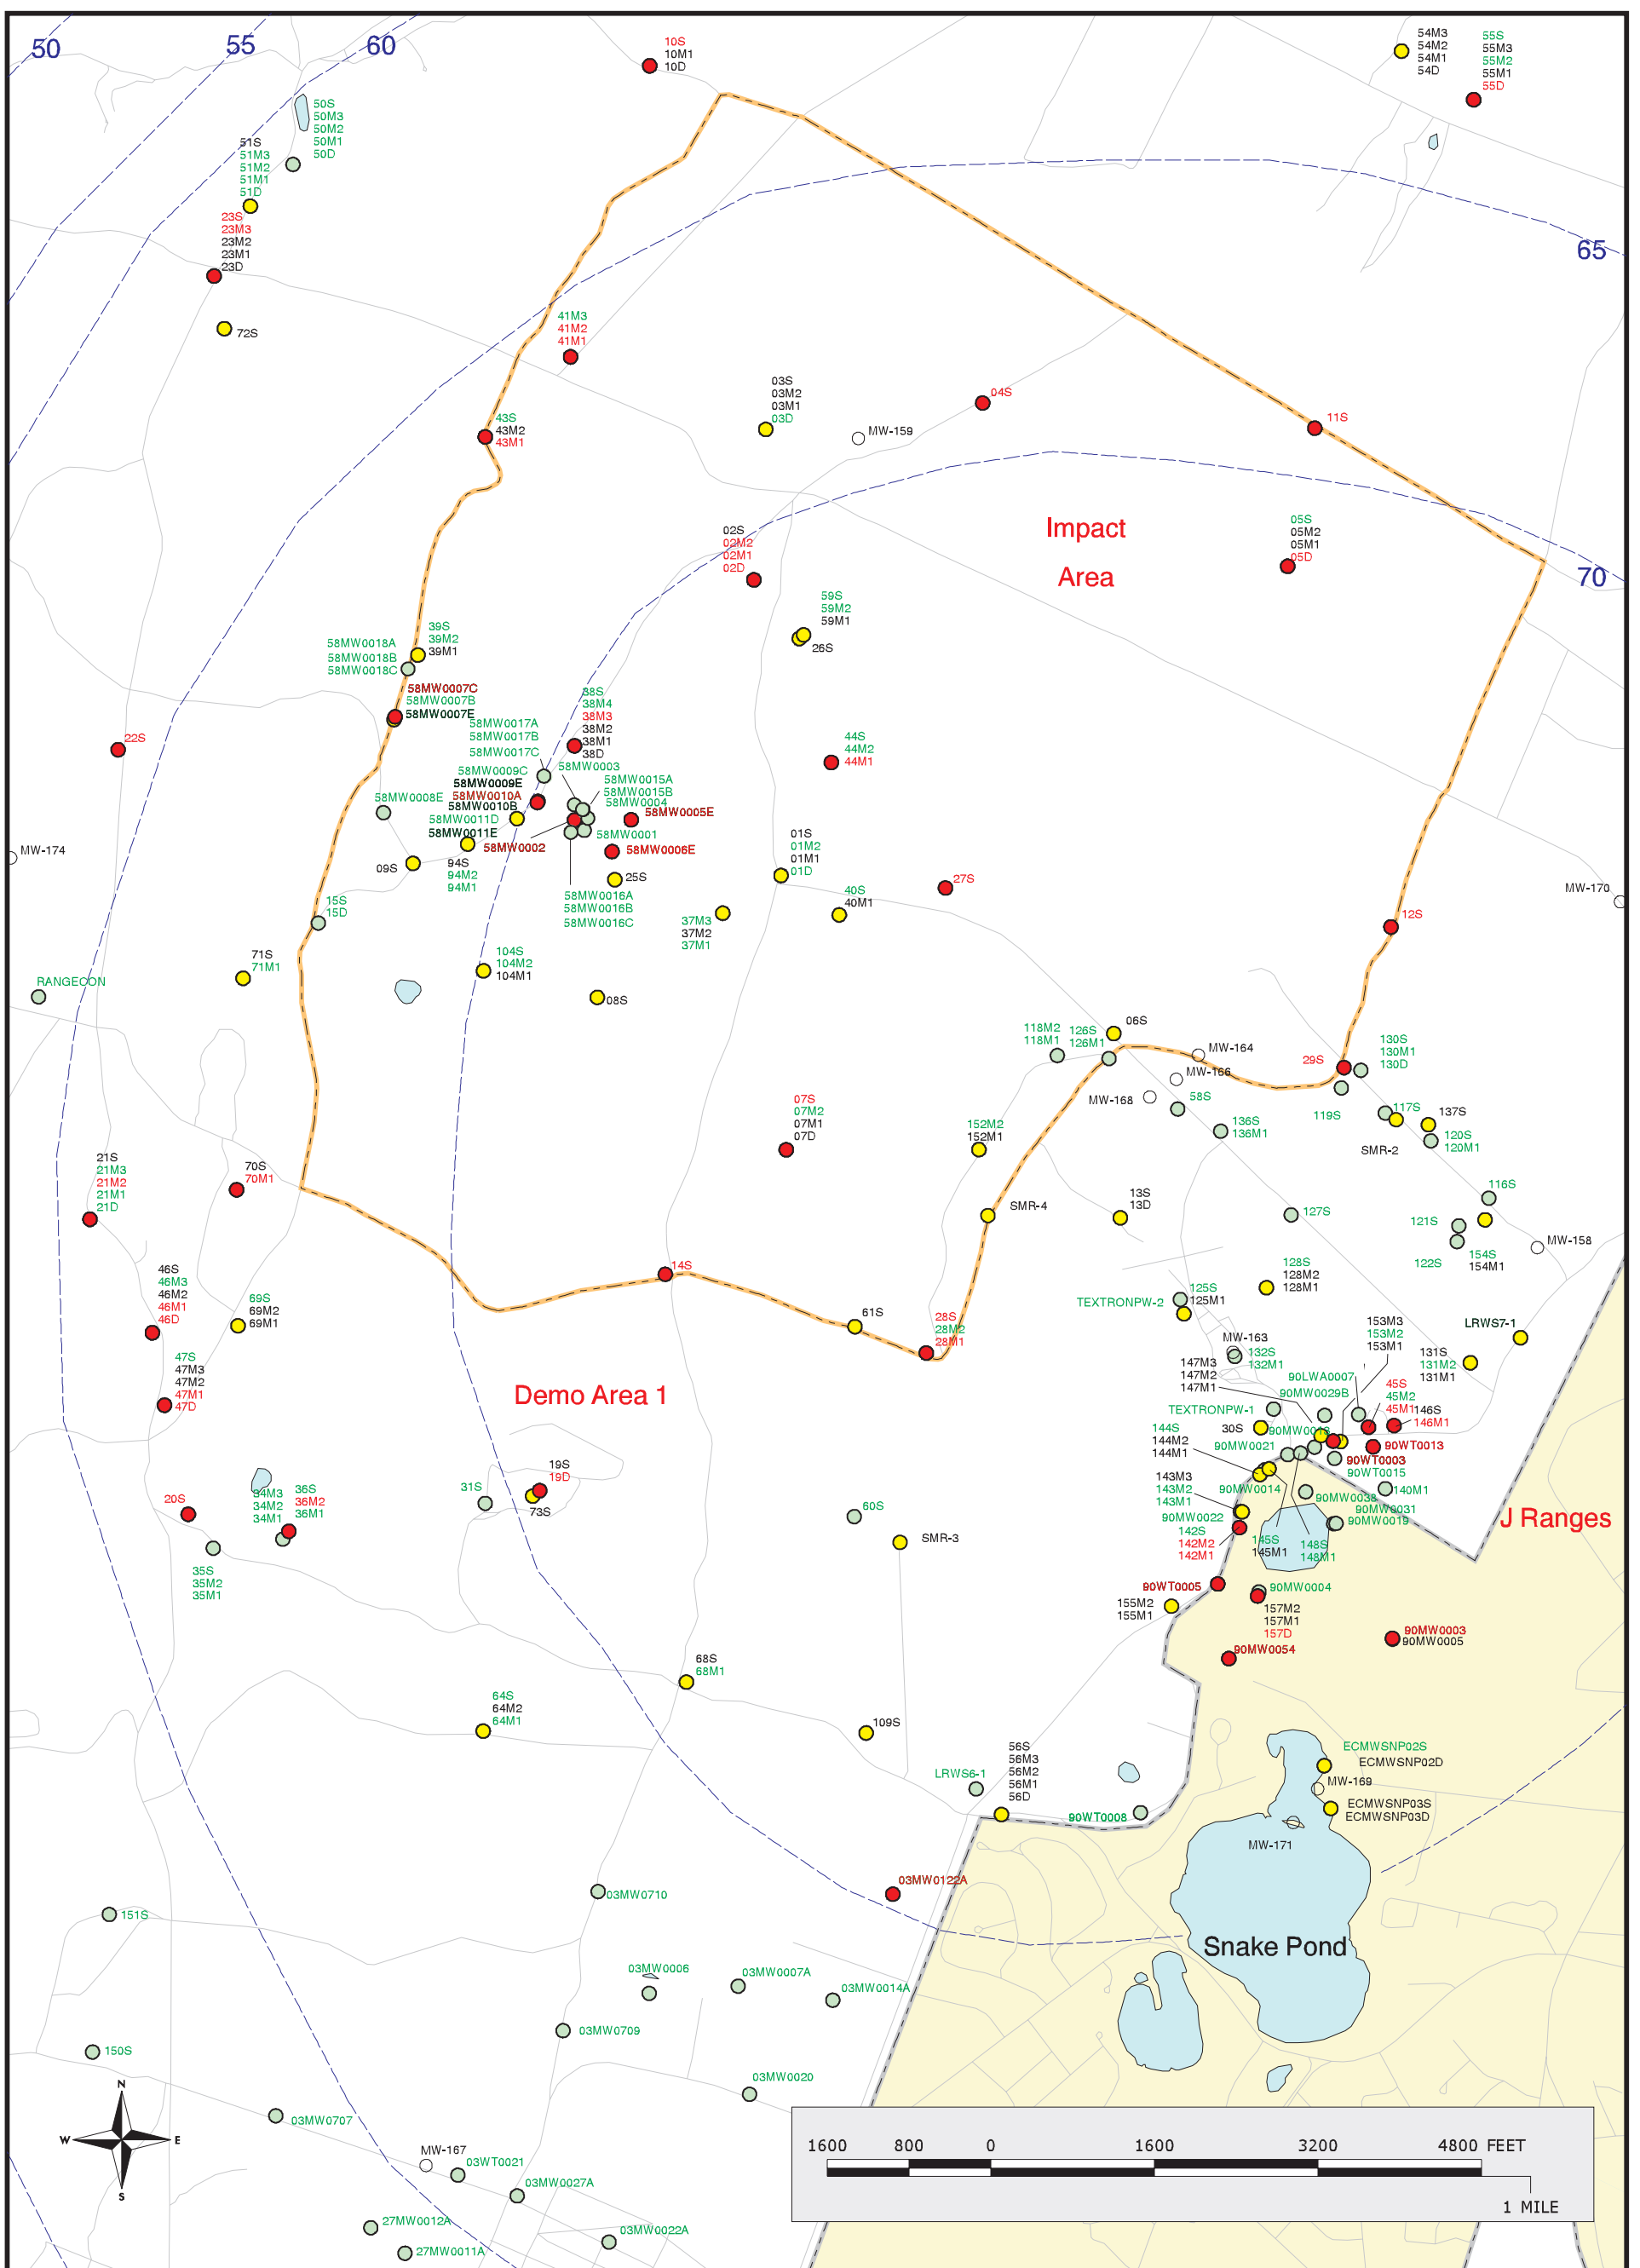 50
55
60
10S
10M1
10D
54M3
54M2
54M1
54D
55S
55M3
55M2
55M1
55D
50S
50M3
50M2
50M1
50D
51S
51M3
51M2
51M1
51D
23S
23M3
23M2
23M1
23D
72S
65
41M3
41M2
41M1
03S
03M2
03M1
03D
04S
MW-159
11S
43S
43M2
43M1
02S
02M2
02M1
02D
Impact
Area
05S
05M2
05M1
05D
70
59S
59M2
59M1
26S
39S
39M2
39M1
58MW0018A
58MW0018B
58MW0018C
58MW0007C
58MW0007B
58MW0007E
38S
38M4
38M3
38M2
38M1
38D
58MW0017A
58MW0017B
58MW0017C
22S
44S
44M2
44M1
58MW0003
58MW0009C
58MW0009E
58MW0010A
58MW0010B
58MW0011D
58MW0011E
58MW0008E
58MW0015A
58MW0015B
58MW0004
58MW0005E
58MW0001
58MW0002
58MW0006E
MW-174
09S
94S
94M2
94M1
25S
01S
01M2
01M1
01D
27S
MW-170
58MW0016A
58MW0016B
58MW0016C
40S
40M1
15S
15D
37M3
37M2
37M1
12S
71S
71M1
104S
104M2
104M1
RANGECON
08S
06S
118M2
118M1
126S
126M1
MW-164
MW-166
MW-168
29S
130S
130M1
130D
58S
119S
117S
137S
136S
136M1
120S
120M1
SMR-2
07S
07M2
07M1
07D
152M2
152M1
21S
21M3
21M2
21M1
21D
70S
70M1
116S
SMR-4
13S
13D
127S
121S
MW-158
122S
154S
154M1
14S
46S
46M3
46M2
46M1
46D
69S
69M2
69M1
128S
128M2
128M1
125S
125M1
TEXTRONPW-2
61S
28S
28M2
28M1
153M3
153M2
153M1
LRWS7-1
MW-163
132S
132M1
131S
131M2
131M1
47S
47M3
47M2
47M1
47D
147M3
147M2
147M1
90LWA0007
90MW0029B
45S
45M2
45M1
146S
146M1
Demo Area 1
TEXTRONPW-1
30S
144S
144M2
144M1
90MW0021
90WT0013
90WT0003
90WT0015
19S
19D
143M3
143M2
143M1
90MW0014
140M1
31S
73S
20S
34M3
34M2
34M1
36S
36M2
36M1
60S
90MW0022
90MW0031
90MW0019
J Ranges
SMR-3
142S
142M2
142M1
145S
145M1
148S
148M1
35S
35M2
35M1
90WT0005
90MW0004
155M2
155M1
157M2
157M1
157D
90MW0003
90MW0005
90MW0054
68S
68M1
64S
64M2
64M1
109S
56S
56M3
56M2
56M1
56D
ECMWSNP02S
ECMWSNP02D
LRWS6-1
MW-169
ECMWSNP03S
ECMWSNP03D
90WT0008
MW-171
03MW0122A
03MW0710
151S
Snake Pond
03MW0006
03MW0007A
03MW0014A
03MW0709
150S
03MW0020
N
W
E
S
03MW0707
MW-167
03WT0021
03MW0027A
27MW0012A
03MW0022A
27MW0011A
1600 800 0 1600 3200 4800 FEET
1 MILE